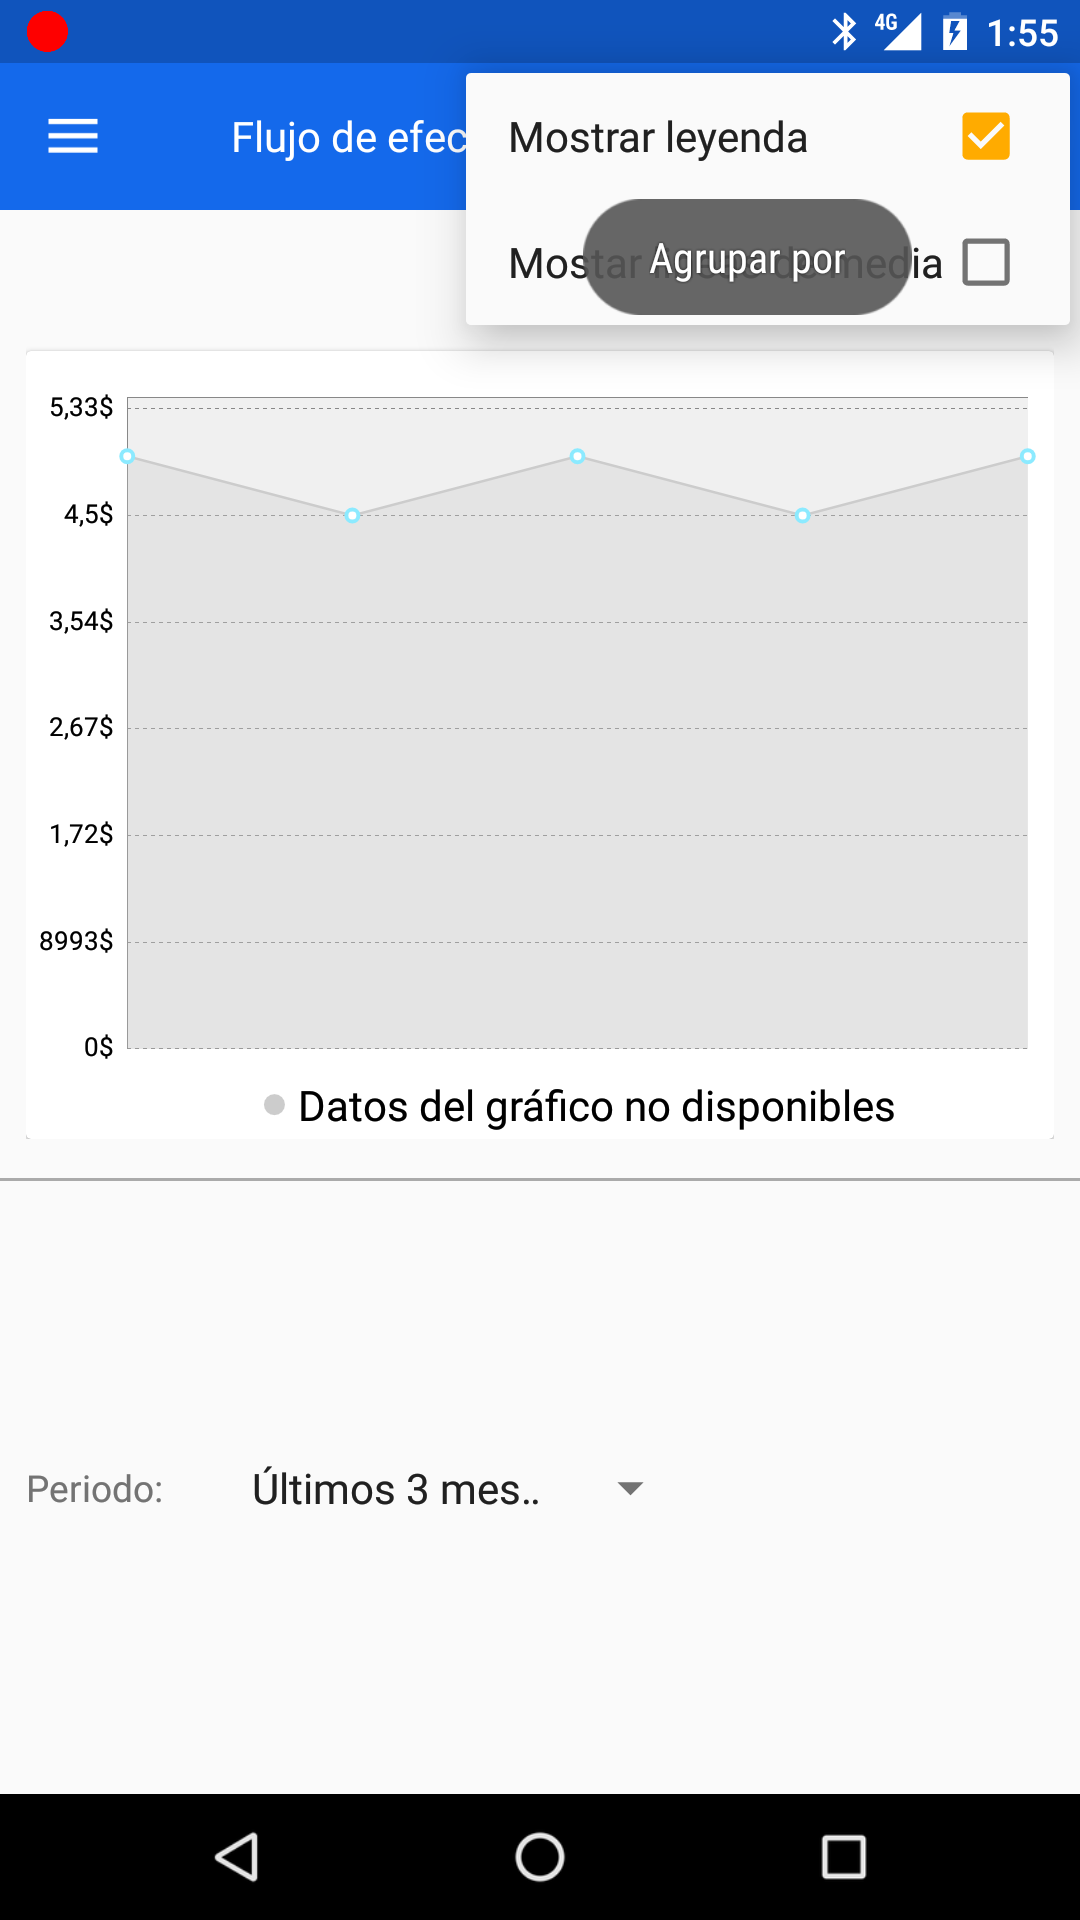 4G 1:55
Flujo de efec
Mostrar leyenda
Mostar media
Agrupar por
5,33$
4,5$
3,54$
2,67$
1,72$
8993$
0$
Datos del gráfico no disponibles
Periodo: Últimos 3 mes..